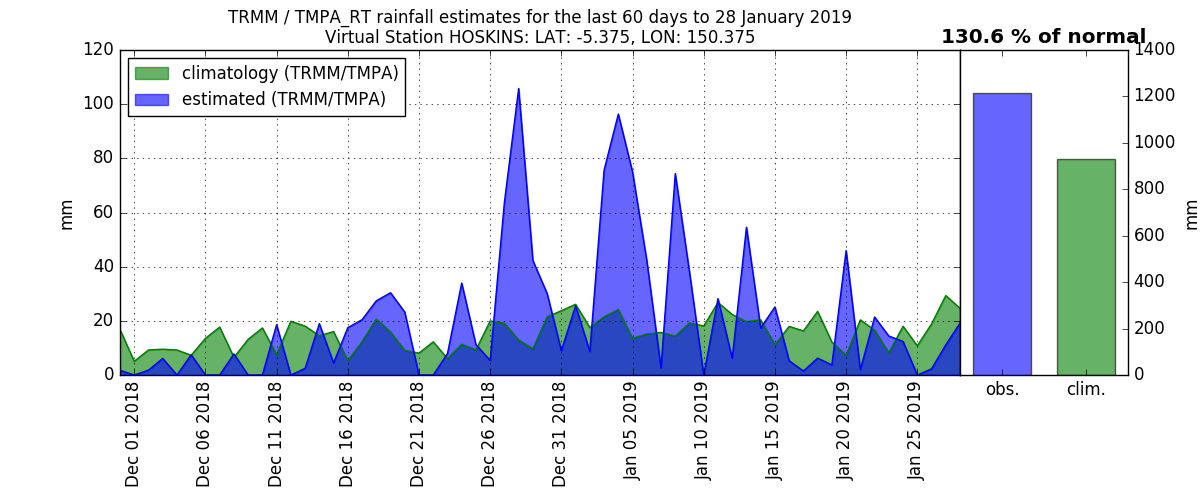 TRMM / TMPA_RT rainfall estimates for the last 60 days to 28 January 2019
Virtual Station HOSKINS: LAT: -5.375, LON: 150.375
130.6 % of normal
climatology (TRMM/TMPA)
estimated (TRMM/TMPA)
mm
120
100
80
60
40
20
0
1400
1200
1000
800
600
400
200
0
mm
Dec 01 2018
Dec 06 2018
Dec 11 2018
Dec 16 2018
Dec 21 2018
Dec 26 2018
Dec 31 2018
Jan 05 2019
Jan 10 2019
Jan 15 2019
Jan 20 2019
Jan 25 2019
obs.
clim.